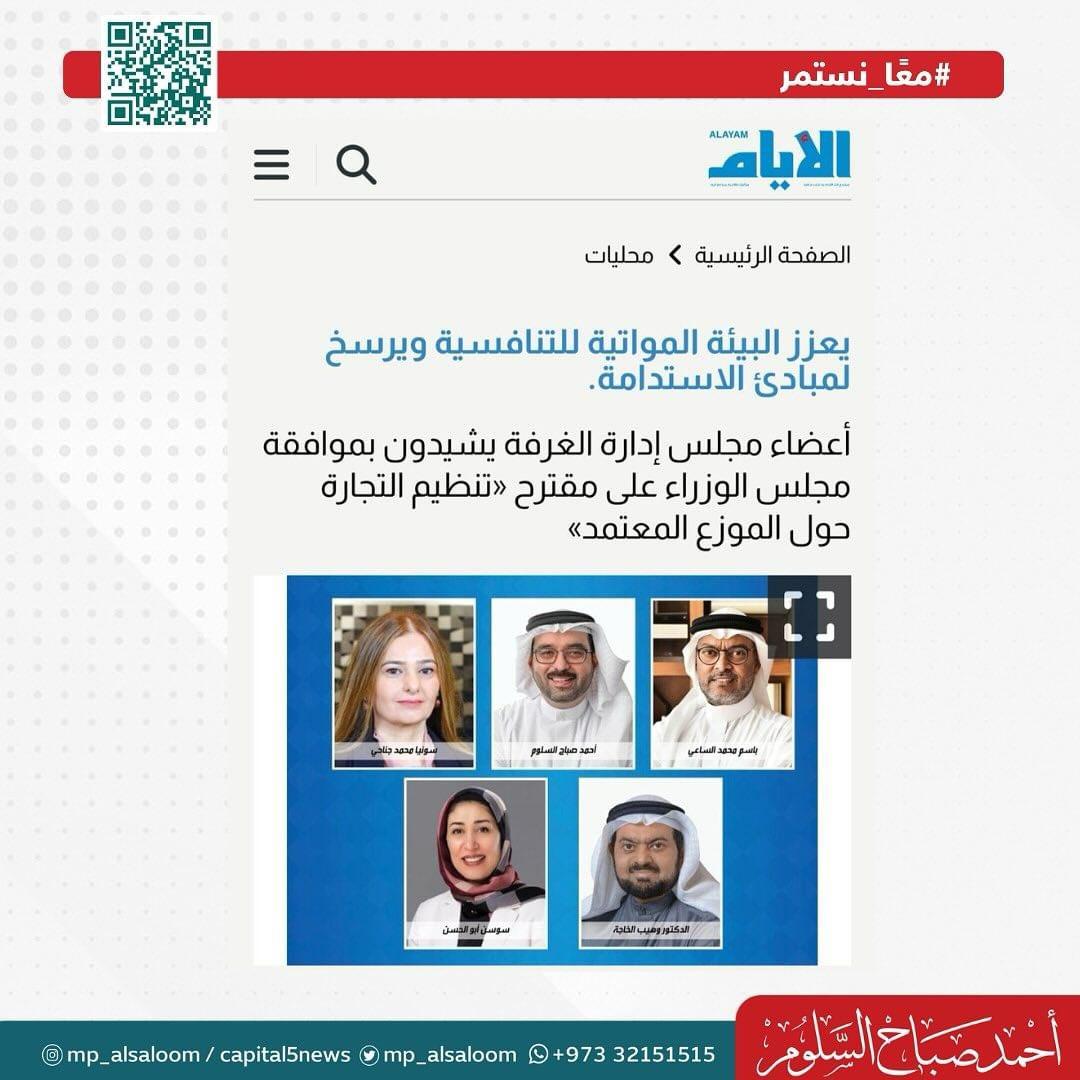 #معًا_نستمر
ALAYAM
الأيام
الصفحة الرئيسية > محليات
يعزز البيئة المواتية للتنافسية ويرسخ
لمبادئ الاستدامة.
أعضاء مجلس إدارة الغرفة يشيدون بموافقة
مجلس الوزراء على مقترح «تنظيم التجارة
حول الموزع المعتمد»
باسم محمد الساعي
أحمد صباح السلوم
سونيا محمد جناحي
الدكتور وهيب الخاجة
سوسن أبو الحسن
أحمد صباح السلوم
mp_alsaloom / capital5news mp_alsaloom +973 32151515